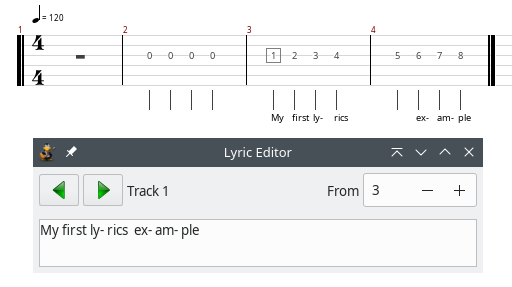 = 120
1 2 3 4
4
4
0 0 0 0 1 2 3 4 5 6 7 8
My first ly- rics ex- am- ple
Lyric Editor
Track 1 From 3
My first ly- rics  ex- am- ple